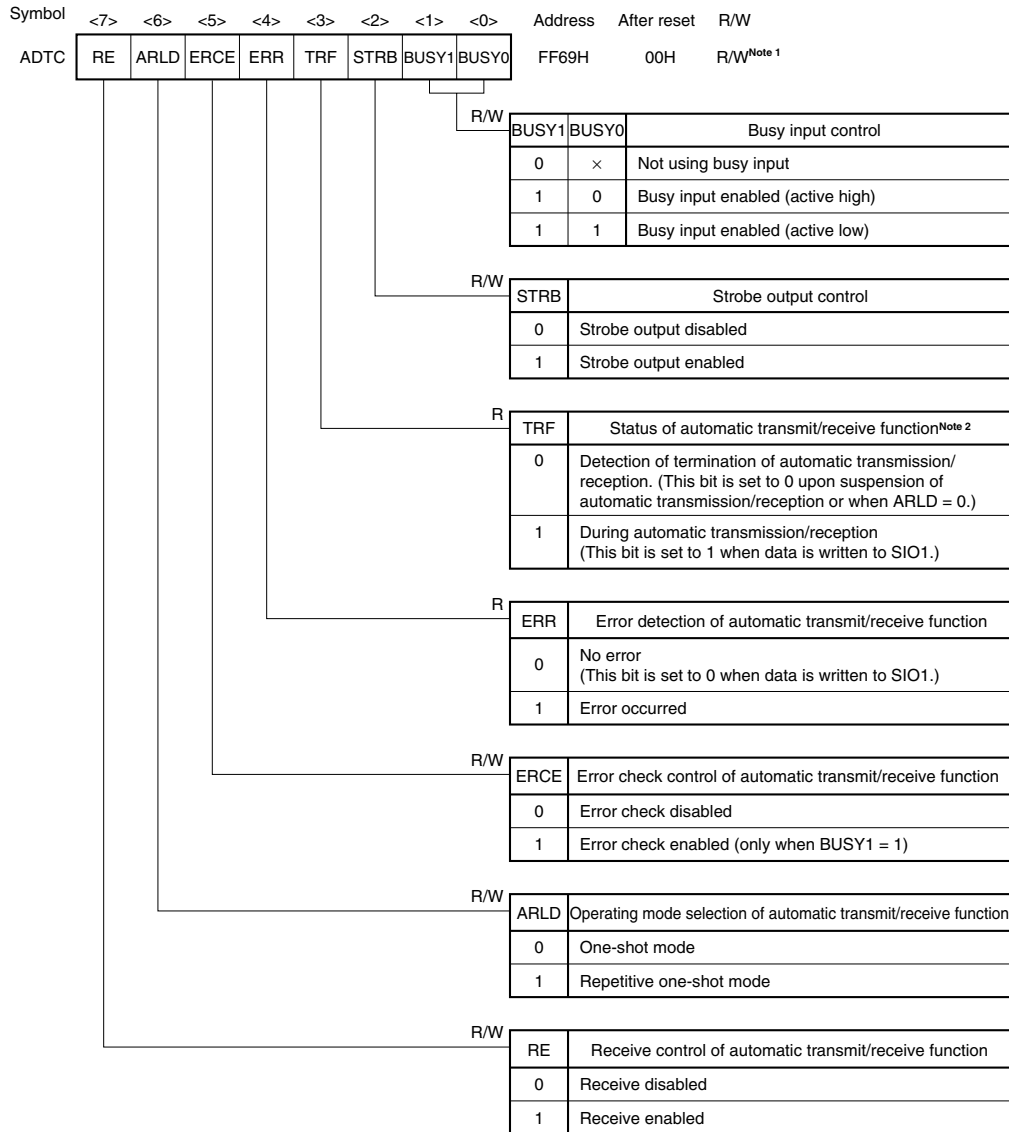 Symbol <7> <6> <5> <4> <3> <2> <1> <0> Address After reset R/W
ADTC RE ARLD ERCE ERR TRF STRB BUSY1 BUSY0 FF69H 00H R/W Note 1
R/W
BUSY1 BUSY0 Busy input control
0 × Not using busy input
1 0 Busy input enabled (active high)
1 1 Busy input enabled (active low)
R/W
STRB Strobe output control
0 Strobe output disabled
1 Strobe output enabled
R
TRF Status of automatic transmit/receive function Note 2
0 Detection of termination of automatic transmission/
reception. (This bit is set to 0 upon suspension of
automatic transmission/reception or when ARLD = 0.)
1 During automatic transmission/reception
(This bit is set to 1 when data is written to SIO1.)
R
ERR Error detection of automatic transmit/receive function
0 No error
(This bit is set to 0 when data is written to SIO1.)
1 Error occurred
R/W
ERCE Error check control of automatic transmit/receive function
0 Error check disabled
1 Error check enabled (only when BUSY1 = 1)
R/W
ARLD Operating mode selection of automatic transmit/receive function
0 One-shot mode
1 Repetitive one-shot mode
R/W
RE Receive control of automatic transmit/receive function
0 Receive disabled
1 Receive enabled